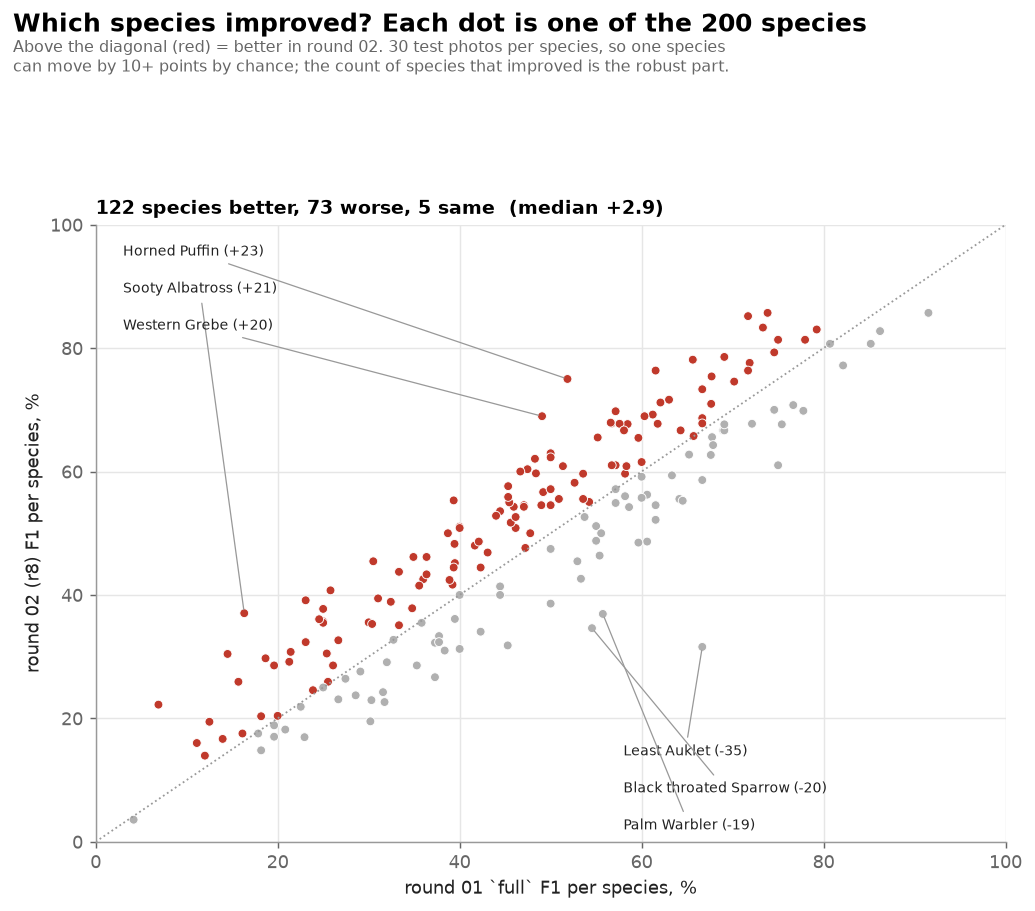 Which species improved? Each dot is one of the 200 species
Above the diagonal (red) = better in round 02. 30 test photos per species, so one species
can move by 10+ points by chance; the count of species that improved is the robust part.
122 species better, 73 worse, 5 same (median +2.9)
100
80
60
40
20
0
round 02 (r8) F1 per species, %
Horned Puffin (+23)
Sooty Albatross (+21)
Western Grebe (+20)
Least Auklet (-35)
Black throated Sparrow (-20)
Palm Warbler (-19)
0 20 40 60 80 100
round 01 `full` F1 per species, %